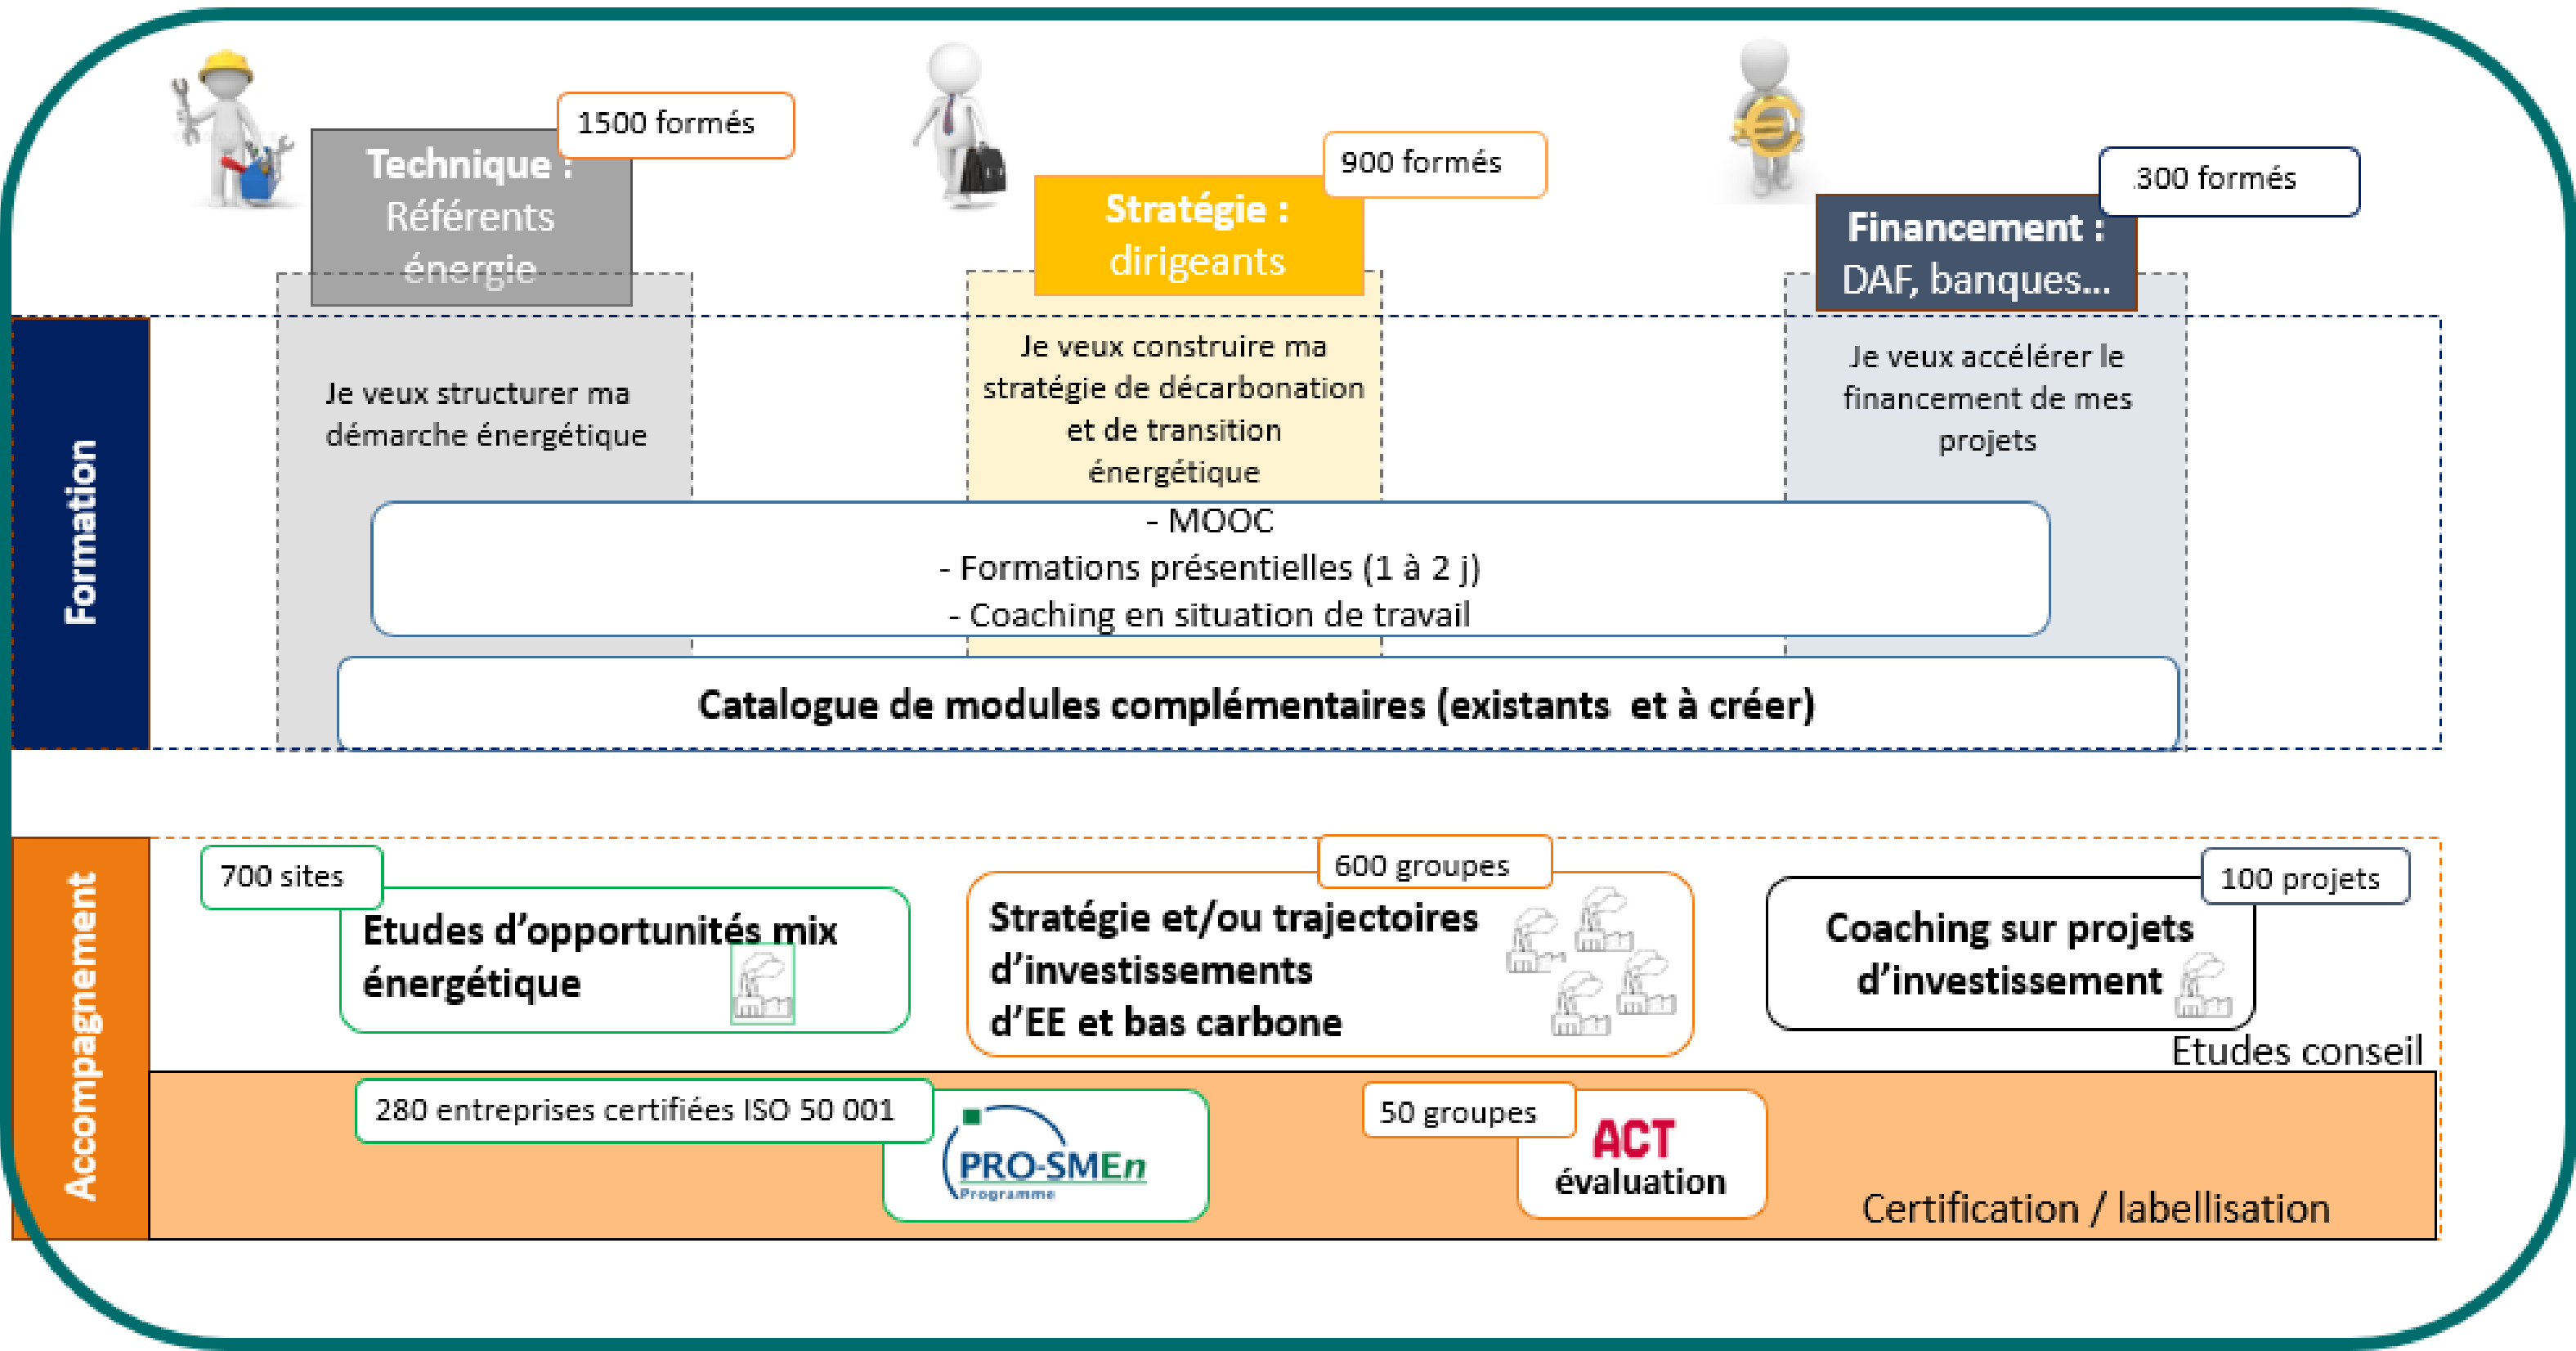 1500 formés
Technique :
Référents
énergie
900 formés
Stratégie :
dirigeants
.300 formés
Financement :
DAF, banques...
Formation
Je veux structurer ma
démarche énergétique
Je veux construire ma
stratégie de décarbonation
et de transition
énergétique
Je veux accélérer le
financement de mes
projets
- MOOC
- Formations présentielles (1 à 2 j)
- Coaching en situation de travail
Catalogue de modules complémentaires (existants et à créer)
Accompagnement
700 sites
Etudes d’opportunités mix
énergétique
600 groupes
Stratégie et/ou trajectoires
d’investissements
d’EE et bas carbone
100 projets
Coaching sur projets
d’investissement
Etudes conseil
280 entreprises certifiées ISO 50 001
PRO-SMEn
Programme
50 groupes
ACT
évaluation
Certification / labellisation